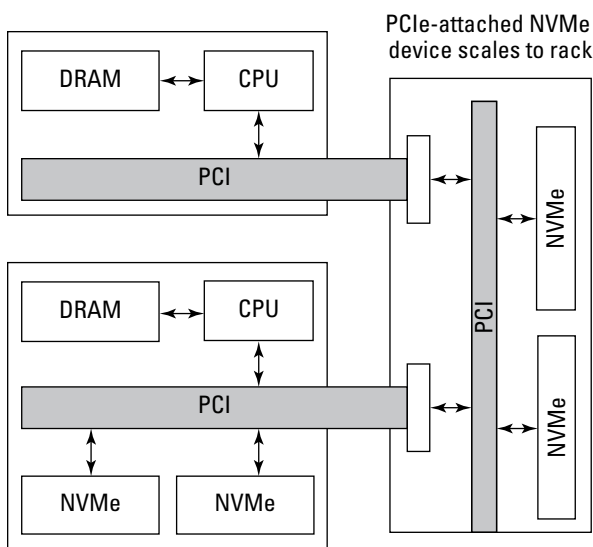 PCIe-attached NVMe
device scales to rack
DRAM
CPU
PCI
NVMe
DRAM
CPU
PCI
PCI
NVMe
NVMe
NVMe